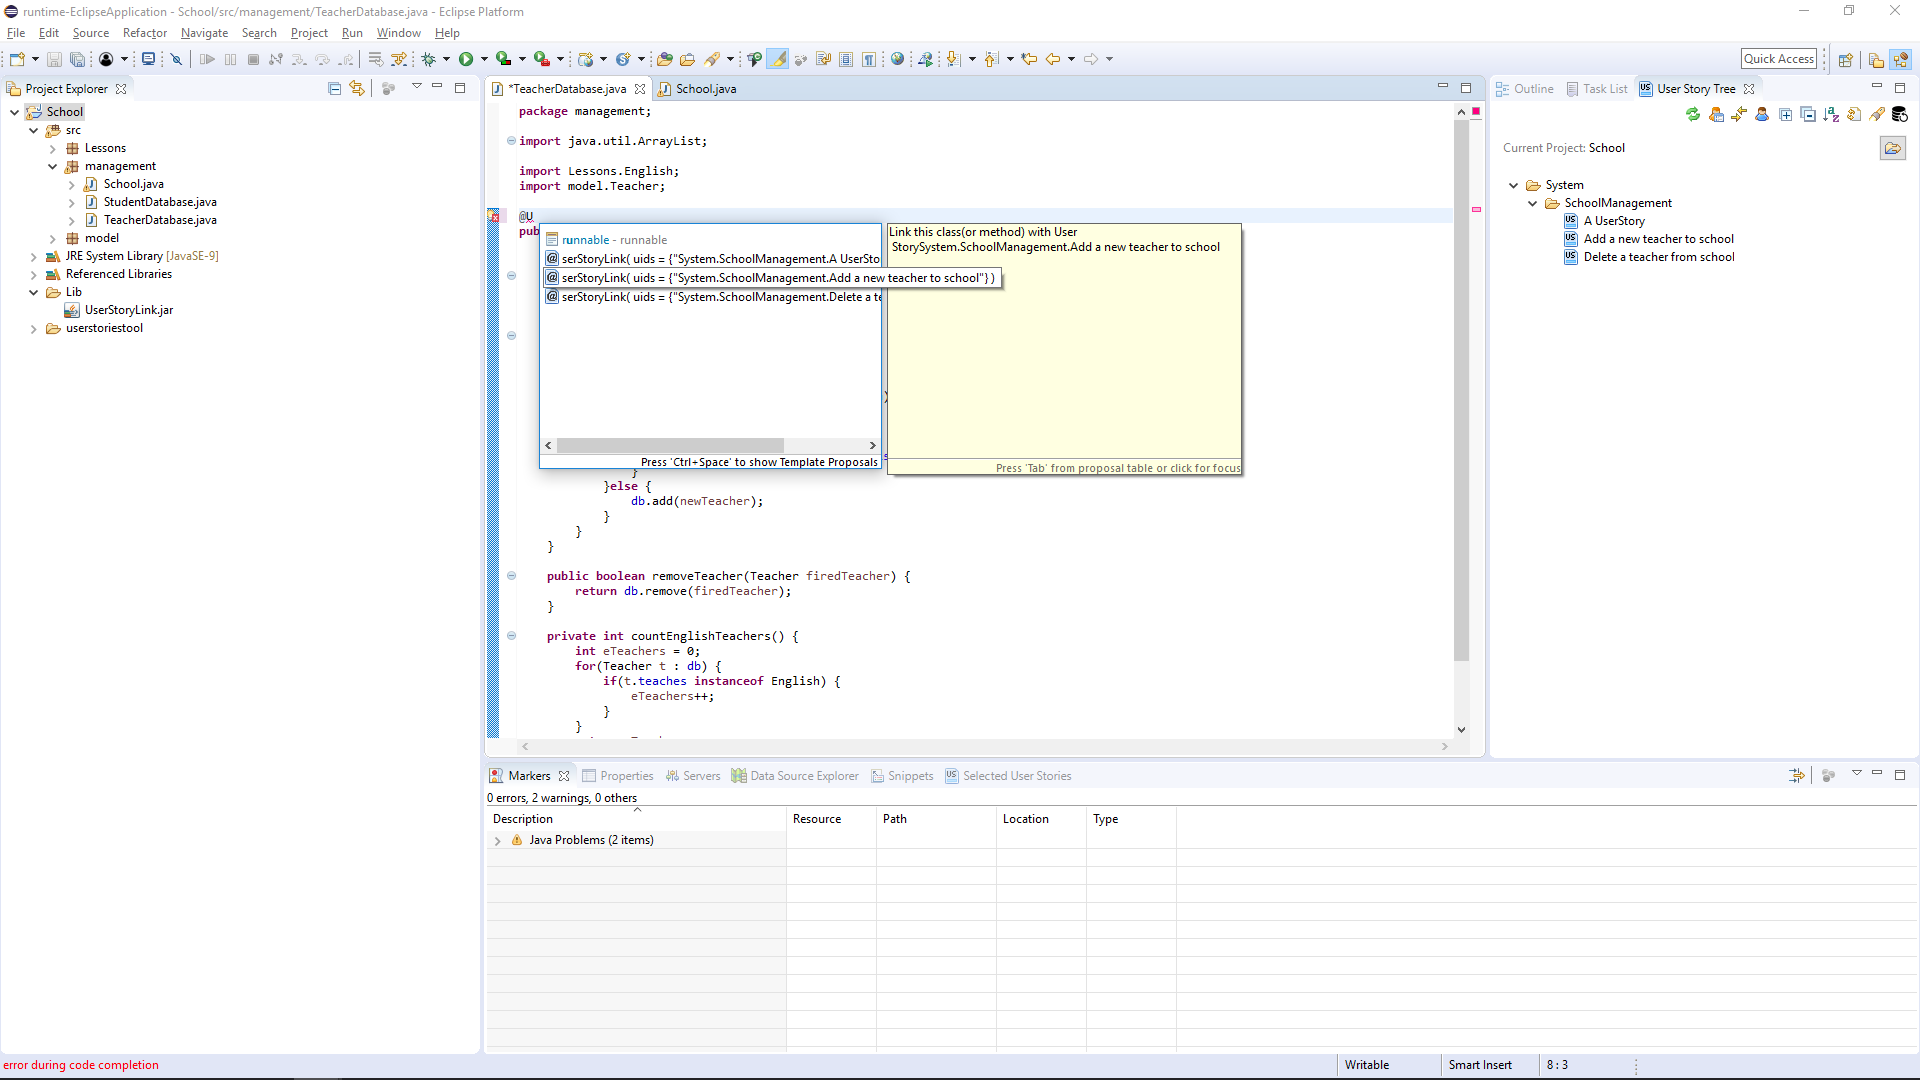 runtime-EclipseApplication - School/src/management/TeacherDatabase.java - Eclipse Platform
File Edit Source Refactor Navigate Search Project Run Window Help
Quick Access
Project Explorer
School
src
Lessons
management
School.java
StudentDatabase.java
TeacherDatabase.java
model
JRE System Library [JavaSE-9]
Referenced Libraries
Lib
UserStoryLink.jar
userstoriestool
*TeacherDatabase.java School.java
package management;
import java.util.ArrayList;
import Lessons.English;
import model.Teacher;
@U
pub
runnable - runnable
serStoryLink( uids = {"System.SchoolManagement.A UserSto
serStoryLink( uids = {"System.SchoolManagement.Add a new teacher to school"} )
serStoryLink( uids = {"System.SchoolManagement.Delete a te
Press 'Ctrl+Space' to show Template Proposals
Link this class(or method) with User
StorySystem.SchoolManagement.Add a new teacher to school
Press 'Tab' from proposal table or click for focus
}
}else {
db.add(newTeacher);
}
}
}
public boolean removeTeacher(Teacher firedTeacher) {
return db.remove(firedTeacher);
}
private int countEnglishTeachers() {
int eTeachers = 0;
for(Teacher t : db) {
if(t.teaches instanceof English) {
eTeachers++;
}
}
Outline Task List User Story Tree
Current Project: School
System
SchoolManagement
A UserStory
Add a new teacher to school
Delete a teacher from school
Markers Properties Servers Data Source Explorer Snippets Selected User Stories
0 errors, 2 warnings, 0 others
Description Resource Path Location Type
Java Problems (2 items)
error during code completion
Writable Smart Insert 8 : 3